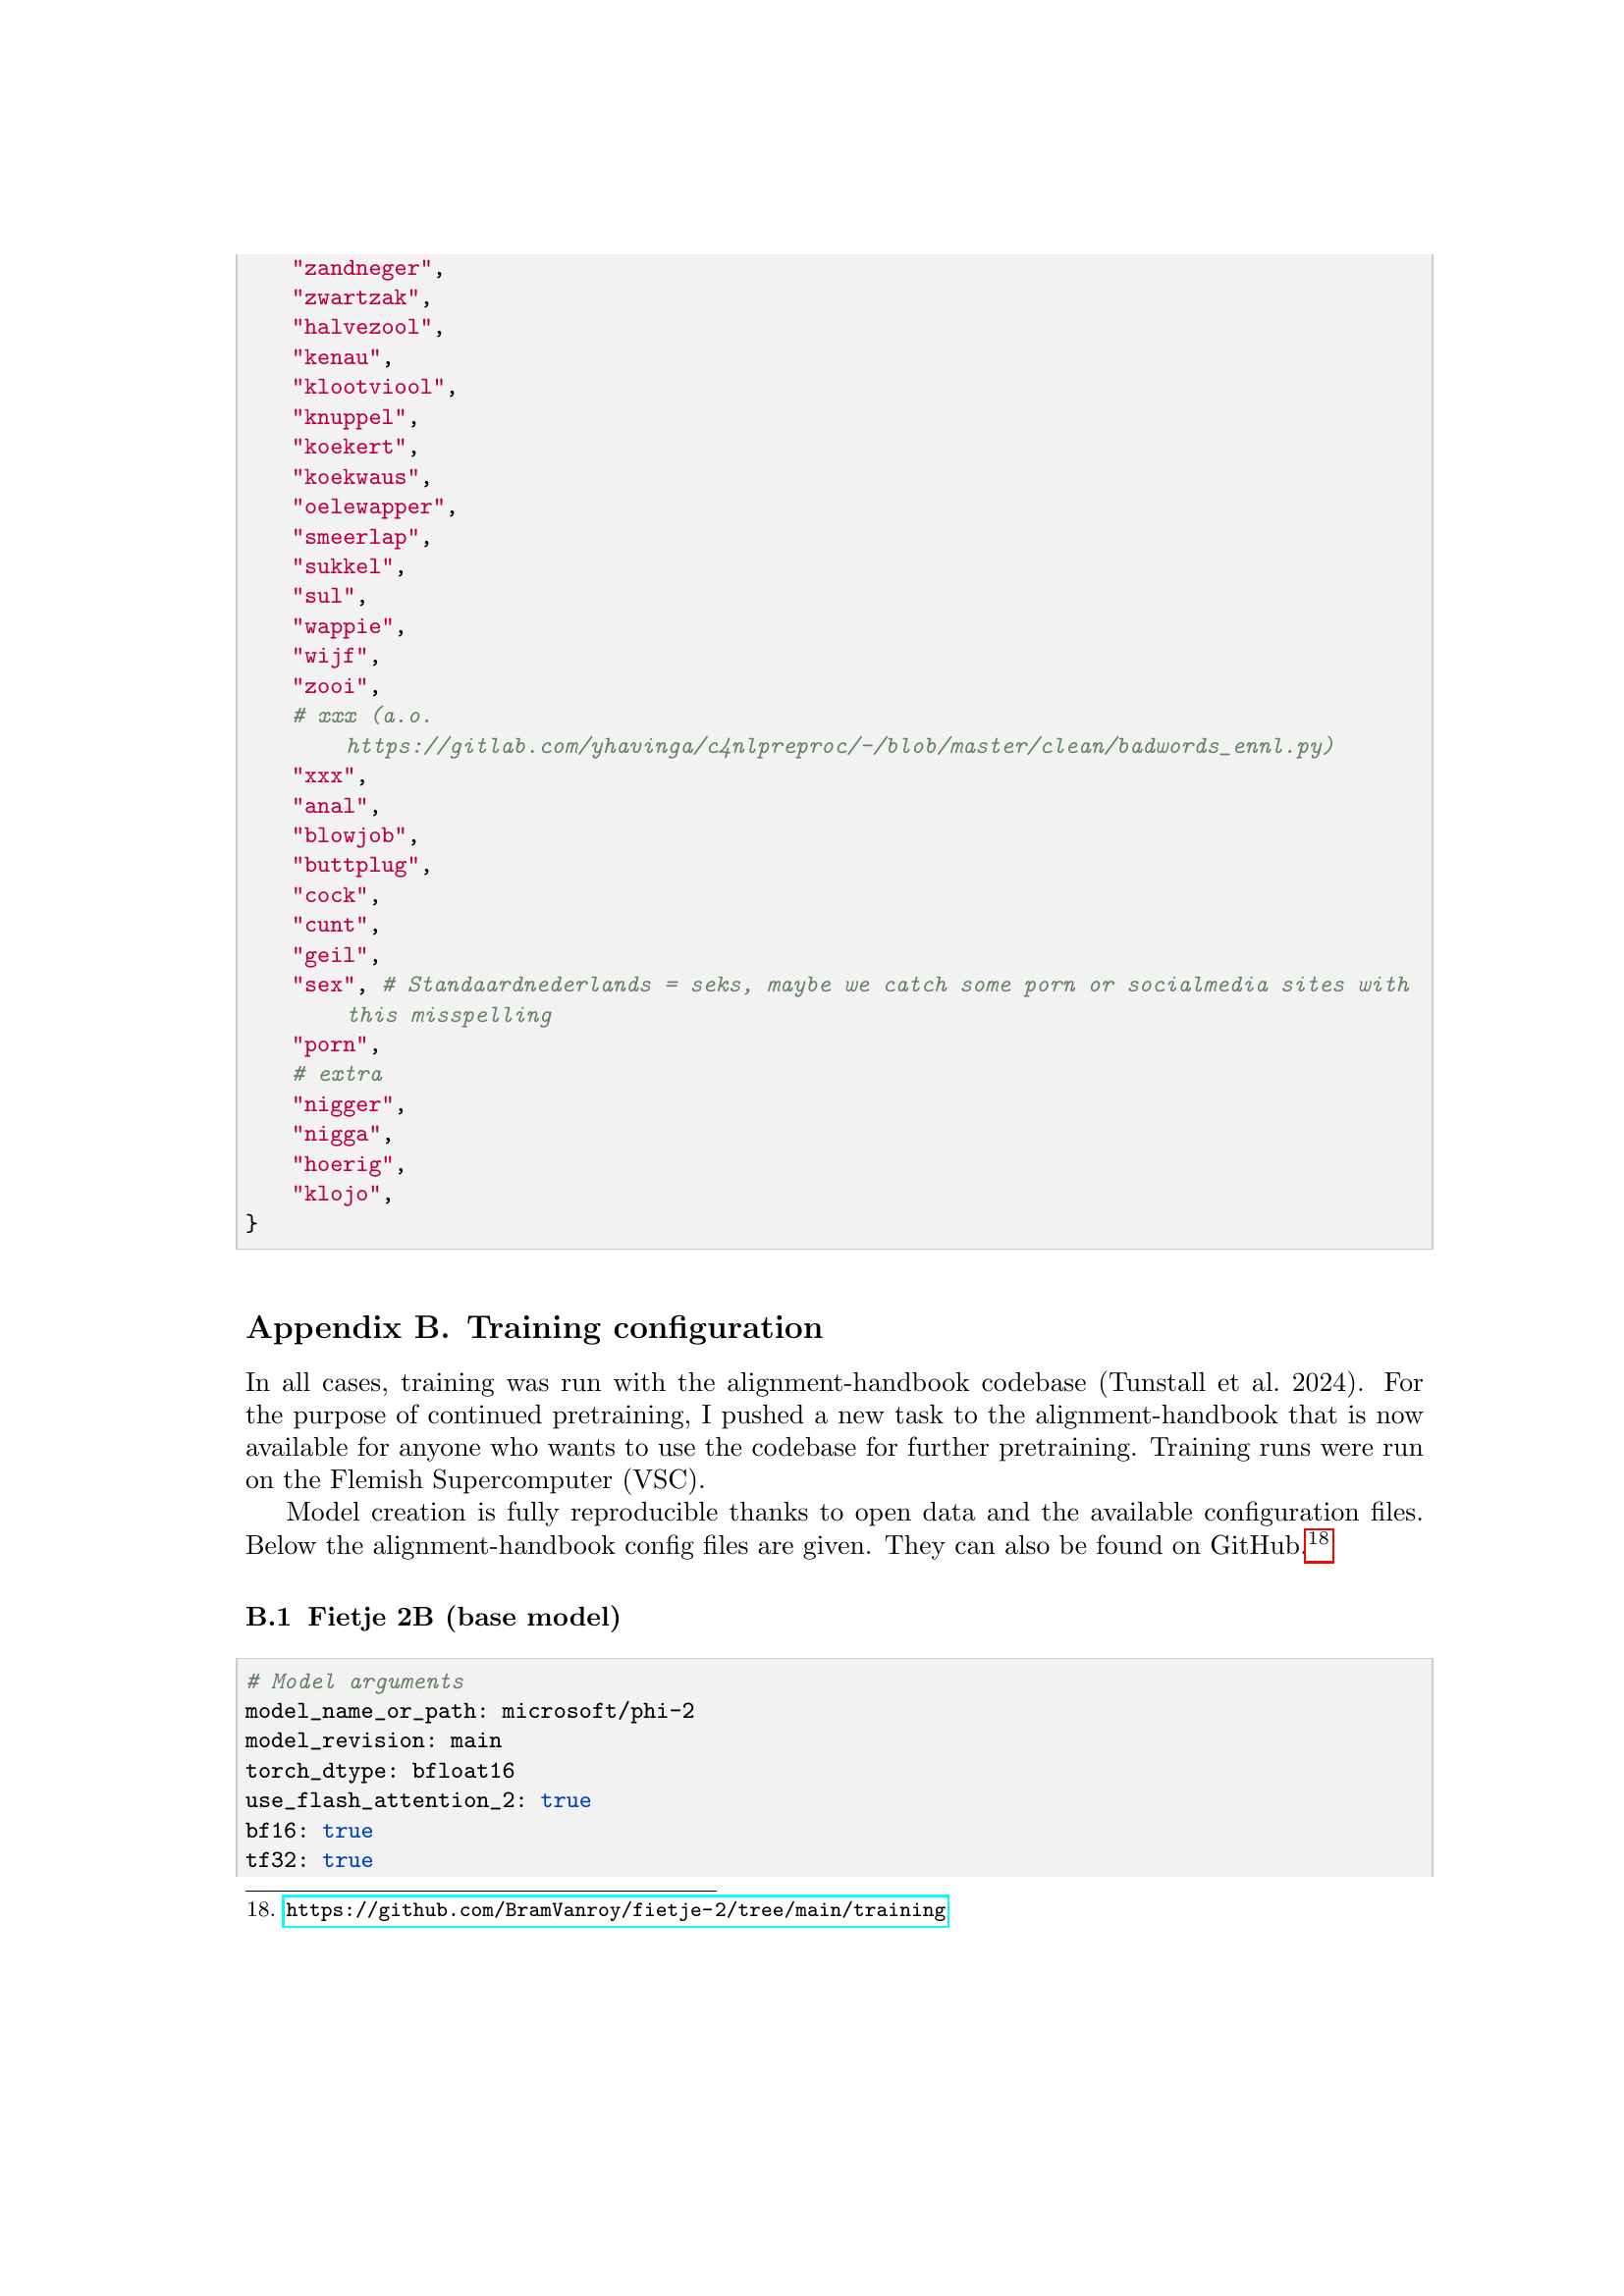 "zandneger",
"zwartzak",
"halvezool",
"kenau",
"klootviool",
"knuppel",
"koekert",
"koekwaus",
"oelewapper",
"smeerlap",
"sukkel",
"sul",
"wappie",
"wijf",
"zooi",
# xxx (a.o.
https://gitlab.com/yhavinga/c4nlpreproc/-/blob/master/clean/badwords_ennl.py)
"xxx",
"anal",
"blowjob",
"buttplug",
"cock",
"cunt",
"geil",
"sex", # Standaardnederlands = seks, maybe we catch some porn or socialmedia sites with
this misspelling
"porn",
# extra
"nigger",
"nigga",
"hoerig",
"klojo",
}
Appendix B. Training configuration
In all cases, training was run with the alignment-handbook codebase (Tunstall et al. 2024). For
the purpose of continued pretraining, I pushed a new task to the alignment-handbook that is now
available for anyone who wants to use the codebase for further pretraining. Training runs were run
on the Flemish Supercomputer (VSC).
Model creation is fully reproducible thanks to open data and the available configuration files.
Below the alignment-handbook config files are given. They can also be found on GitHub.18
B.1 Fietje 2B (base model)
# Model arguments
model_name_or_path: microsoft/phi-2
model_revision: main
torch_dtype: bfloat16
use_flash_attention_2: true
bf16: true
tf32: true
18. https://github.com/BramVanroy/fietje-2/tree/main/training